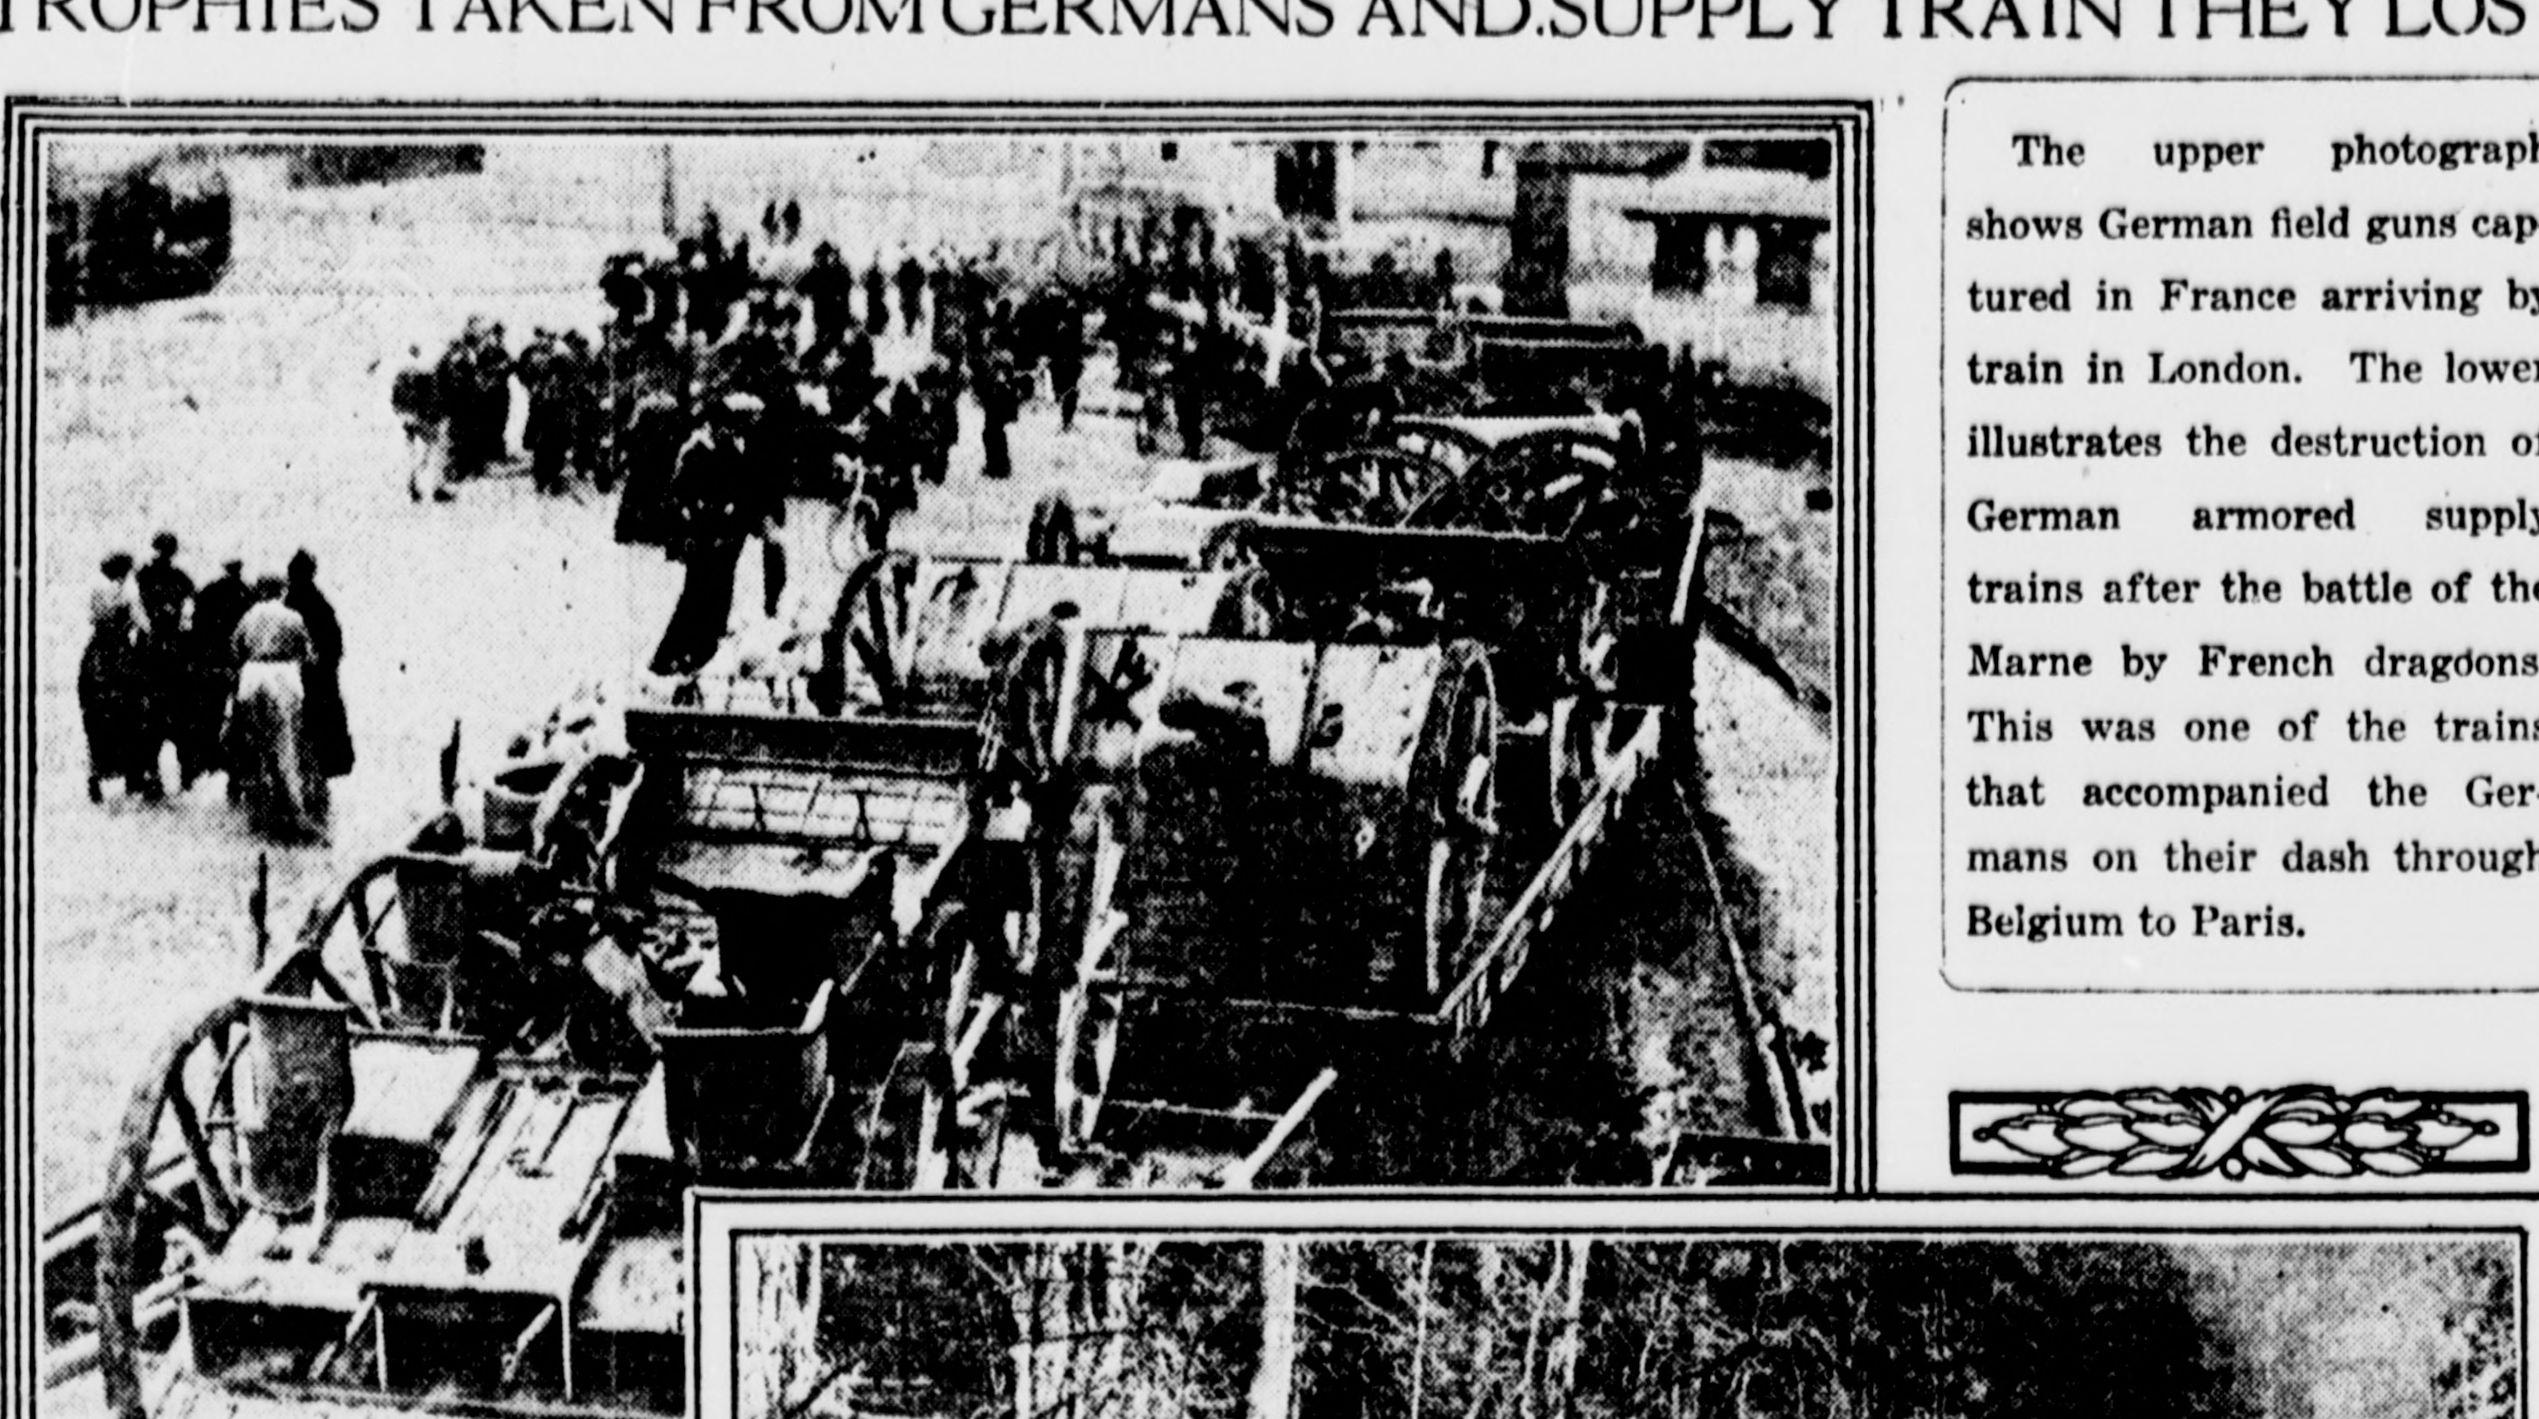 TROPHIES TAKEN FROM GERMANS AND SUPPLY TRAIN THEY LOS
The upper photograph
shows German field guns cap-
tured in France arriving by
train in London. The lower
illustrates the destruction of
German armored supply
trains after the battle of the
Marne by French dragoons.
This was one of the trains
that accompanied the Ger-
mans on their dash through
Belgium to Paris.